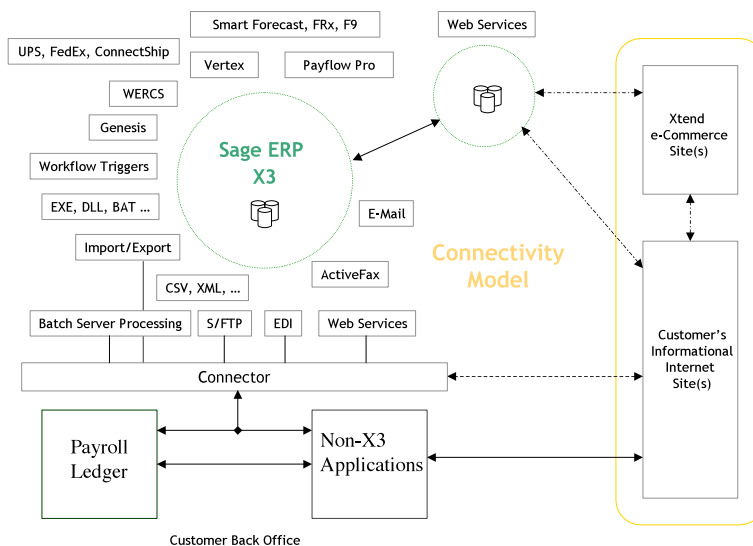 Smart Forecast, FRx, F9
Web Services
UPS, FedEx, ConnectShip
Vertex
Payflow Pro
WERCS
Xtend
e-Commerce
Site(s)
Genesis
Sage ERP
X3
Workflow Triggers
EXE, DLL, BAT ...
E-Mail
Import/Export
Connectivity
Model
ActiveFax
CSV, XML, ...
Batch Server Processing
S/FTP
EDI
Web Services
Customer's
Informational
Internet
Site(s)
Connector
Payroll
Ledger
Non-X3
Applications
Customer Back Office